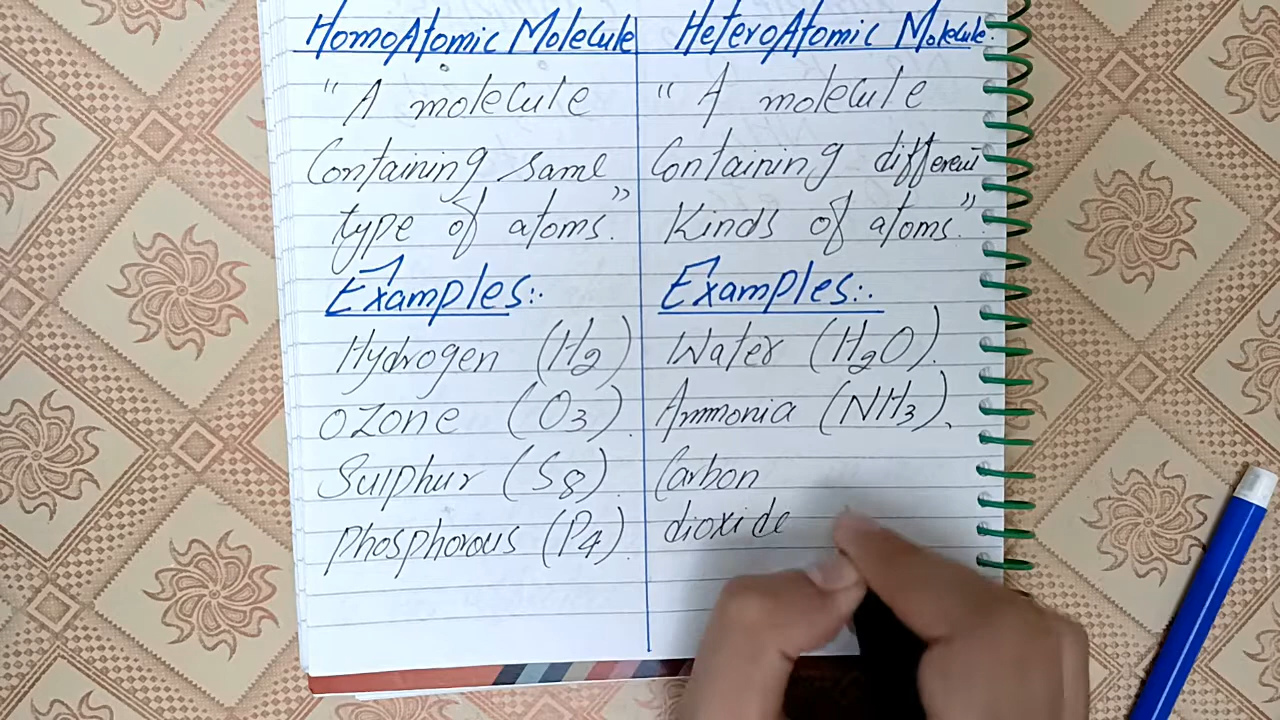 HomoAtomic Molecule
"A molecule
Containing same
type of atoms."
Examples:.
Hydrogen (H2)
Ozone (O3).
Sulphur (S8).
Phosphorous (P4).
HeteroAtomic Molecule.
"A molecule
Containing different
Kinds of atoms."
Examples:.
Water (H2O).
Ammonia (NH3).
Carbon
dioxide